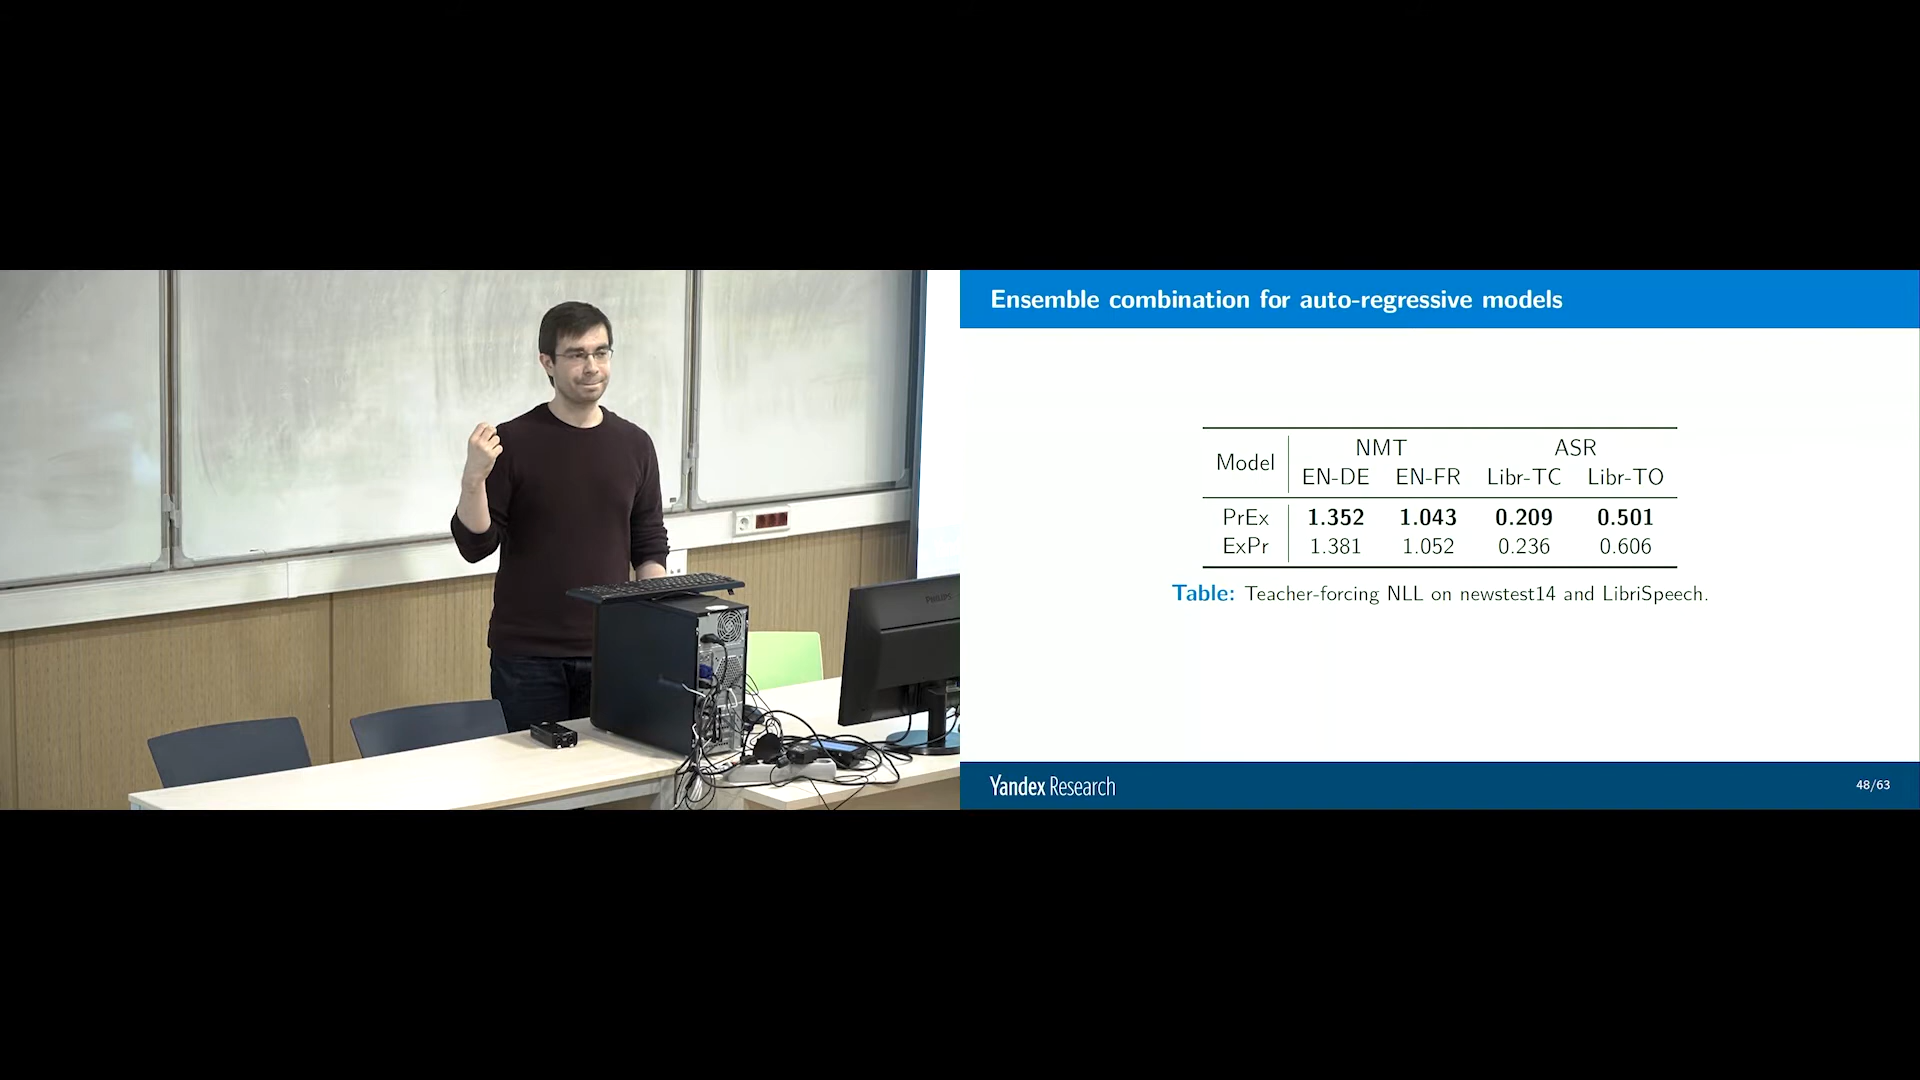 Ensemble combination for auto-regressive models
Model NMT ASR
EN-DE EN-FR Libr-TC Libr-TO
PrEx 1.352 1.043 0.209 0.501
ExPr 1.381 1.052 0.236 0.606
Table: Teacher-forcing NLL on newstest14 and LibriSpeech.
Yandex Research
48/63
PHILIPS